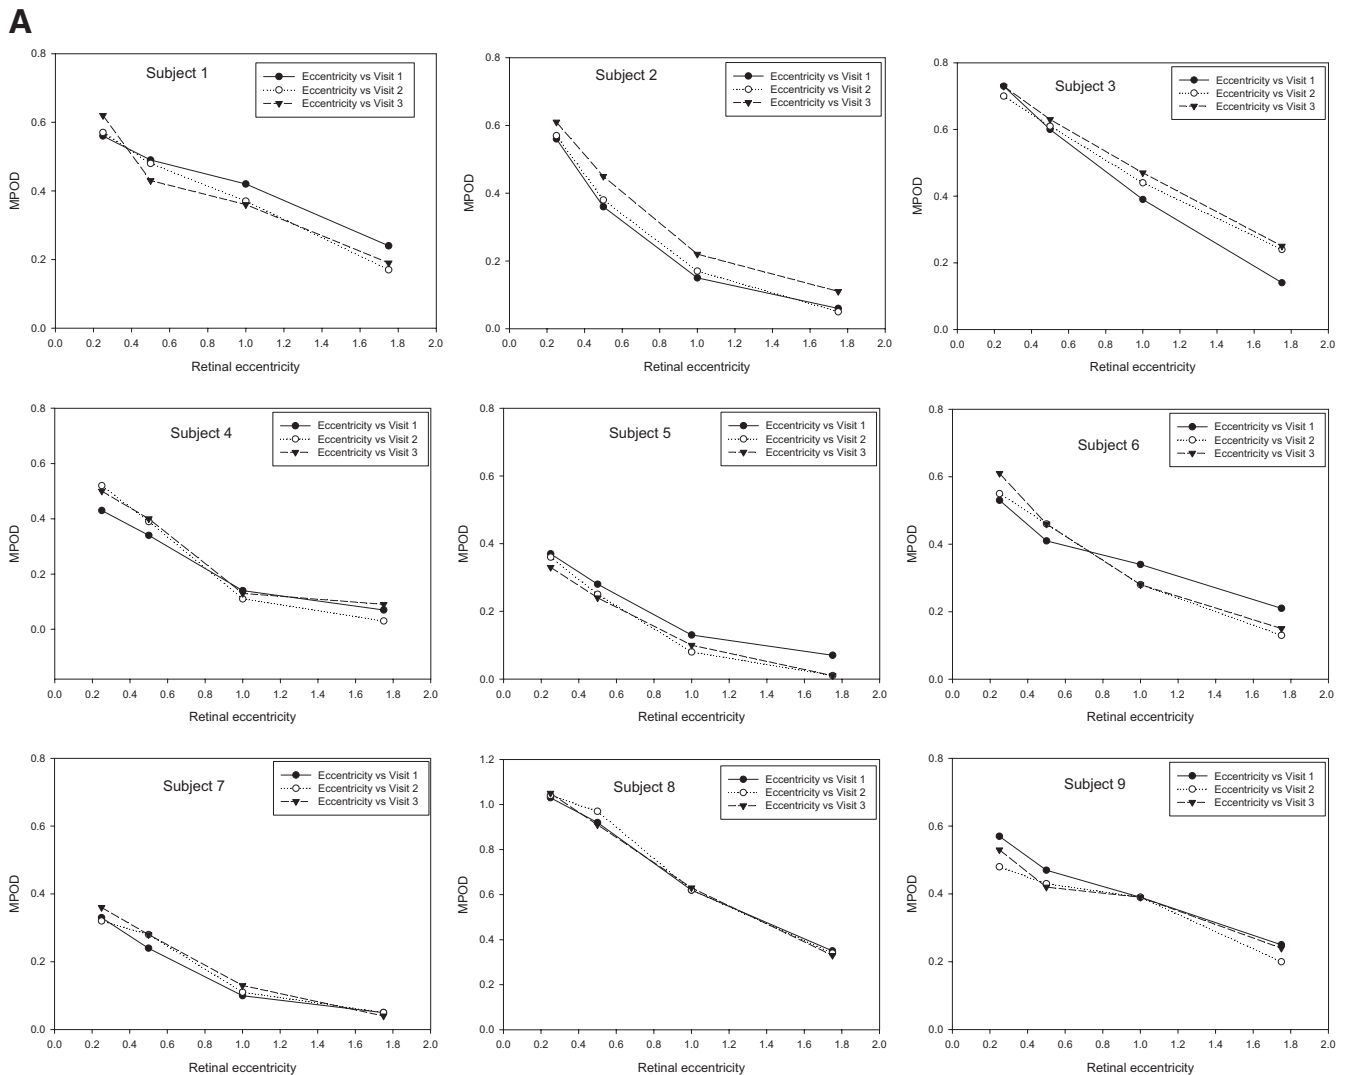 A
Subject 1
Eccentricity vs Visit 1
Eccentricity vs Visit 2
Eccentricity vs Visit 3
MPOD
0.8
0.6
0.4
0.2
0.0
0.0 0.2 0.4 0.6 0.8 1.0 1.2 1.4 1.6 1.8 2.0
Retinal eccentricity
Subject 2
Eccentricity vs Visit 1
Eccentricity vs Visit 2
Eccentricity vs Visit 3
MPOD
0.8
0.6
0.4
0.2
0.0
0.0 0.2 0.4 0.6 0.8 1.0 1.2 1.4 1.6 1.8 2.0
Retinal eccentricity
Subject 3
Eccentricity vs Visit 1
Eccentricity vs Visit 2
Eccentricity vs Visit 3
MPOD
0.8
0.6
0.4
0.2
0.0
0.0 0.2 0.4 0.6 0.8 1.0 1.2 1.4 1.6 1.8 2.0
Retinal eccentricity
Subject 4
Eccentricity vs Visit 1
Eccentricity vs Visit 2
Eccentricity vs Visit 3
MPOD
0.8
0.6
0.4
0.2
0.0
0.0 0.2 0.4 0.6 0.8 1.0 1.2 1.4 1.6 1.8 2.0
Retinal eccentricity
Subject 5
Eccentricity vs Visit 1
Eccentricity vs Visit 2
Eccentricity vs Visit 3
MPOD
0.8
0.6
0.4
0.2
0.0
0.0 0.2 0.4 0.6 0.8 1.0 1.2 1.4 1.6 1.8 2.0
Retinal eccentricity
Subject 6
Eccentricity vs Visit 1
Eccentricity vs Visit 2
Eccentricity vs Visit 3
MPOD
0.8
0.6
0.4
0.2
0.0
0.0 0.2 0.4 0.6 0.8 1.0 1.2 1.4 1.6 1.8 2.0
Retinal eccentricity
Subject 7
Eccentricity vs Visit 1
Eccentricity vs Visit 2
Eccentricity vs Visit 3
MPOD
0.8
0.6
0.4
0.2
0.0
0.0 0.2 0.4 0.6 0.8 1.0 1.2 1.4 1.6 1.8 2.0
Retinal eccentricity
Subject 8
Eccentricity vs Visit 1
Eccentricity vs Visit 2
Eccentricity vs Visit 3
MPOD
1.2
1.0
0.8
0.6
0.4
0.2
0.0
0.0 0.2 0.4 0.6 0.8 1.0 1.2 1.4 1.6 1.8 2.0
Retinal eccentricity
Subject 9
Eccentricity vs Visit 1
Eccentricity vs Visit 2
Eccentricity vs Visit 3
MPOD
0.8
0.6
0.4
0.2
0.0
0.0 0.2 0.4 0.6 0.8 1.0 1.2 1.4 1.6 1.8 2.0
Retinal eccentricity